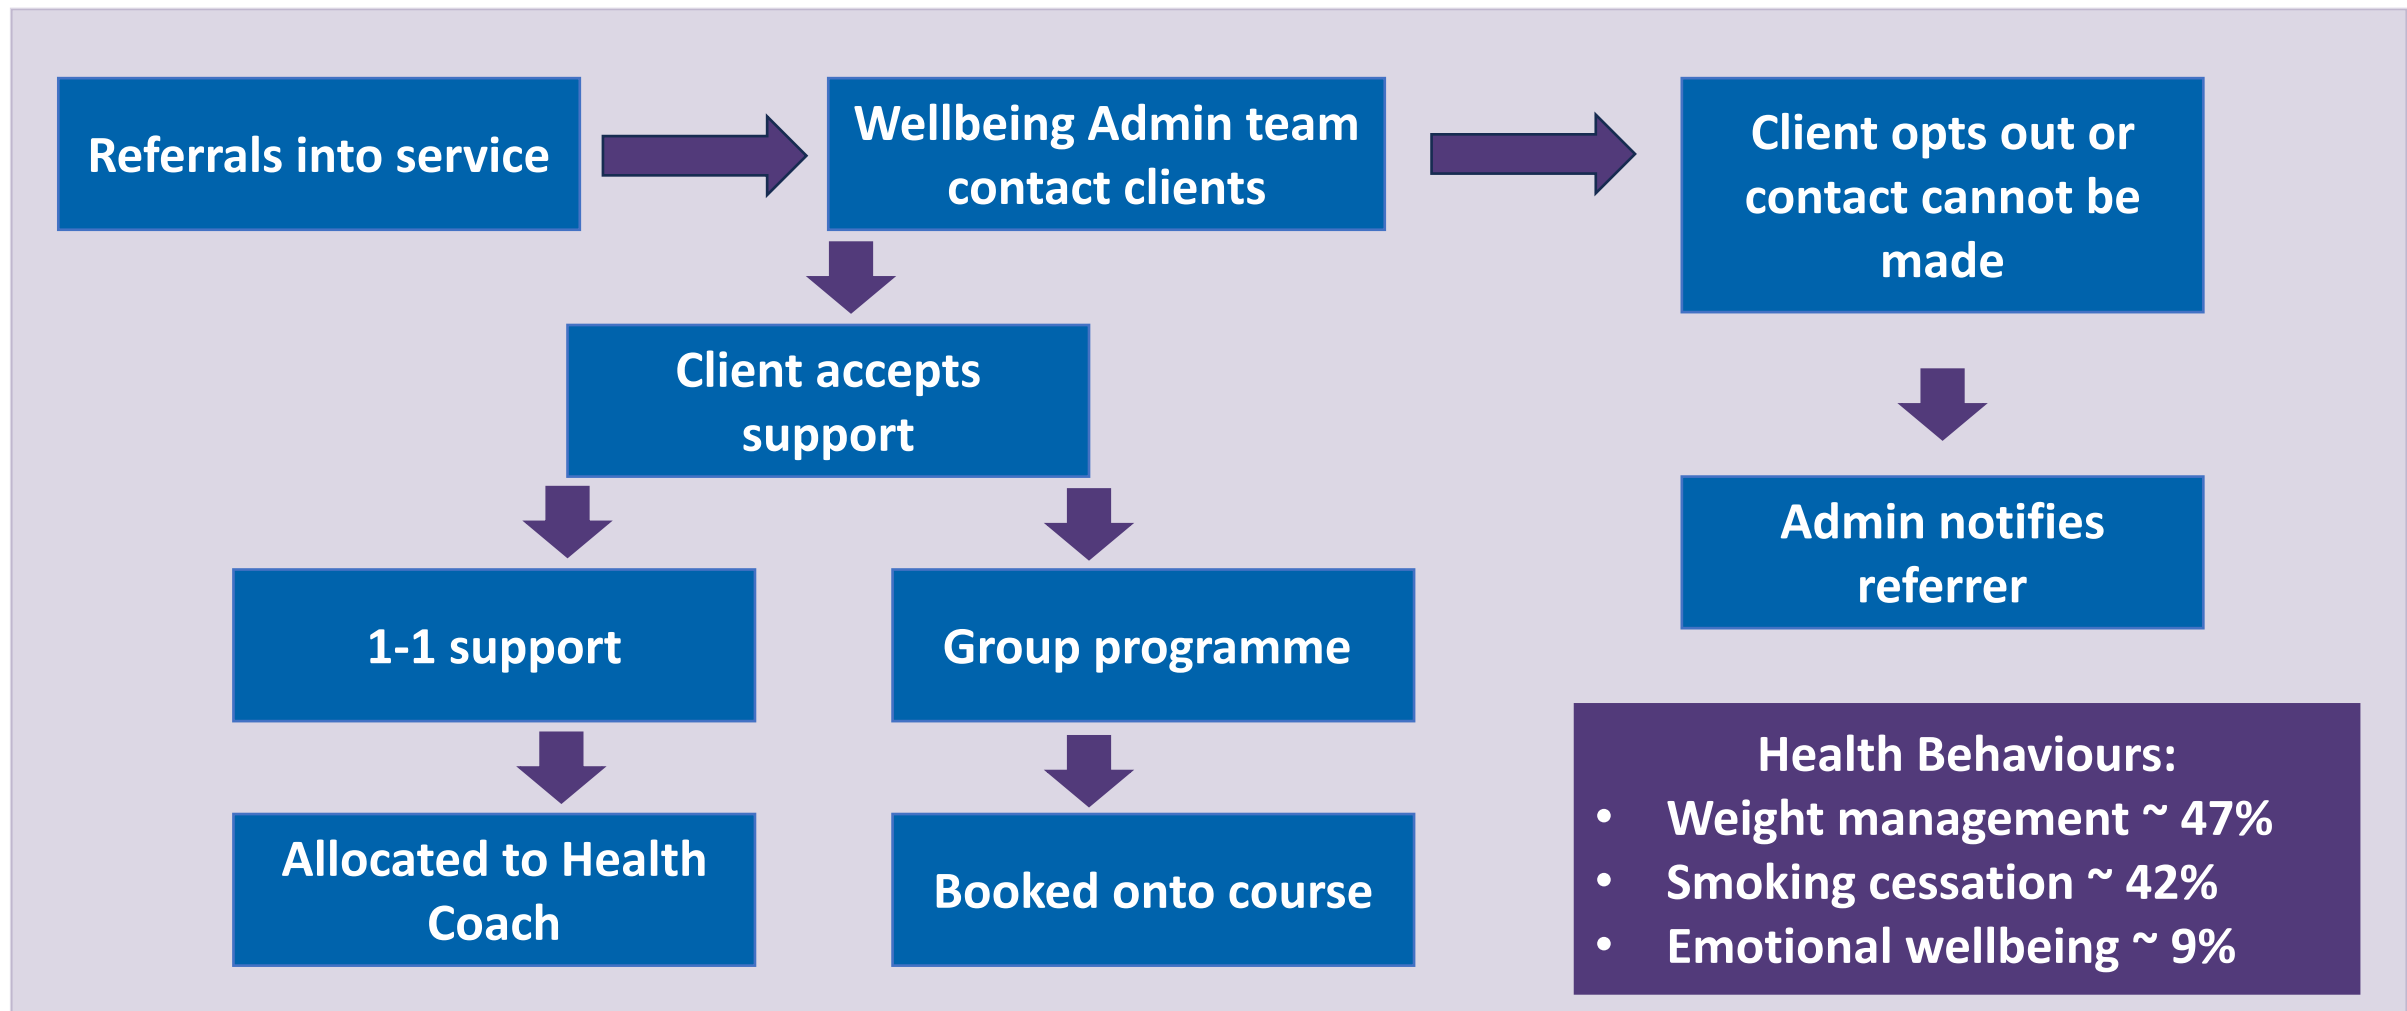 Referrals into service
Wellbeing Admin team
contact clients
Client opts out or
contact cannot be
made
Client accepts
support
Admin notifies
referrer
1-1 support
Group programme
Allocated to Health
Coach
Booked onto course
Health Behaviours:
• Weight management ~ 47%
• Smoking cessation ~ 42%
• Emotional wellbeing ~ 9%